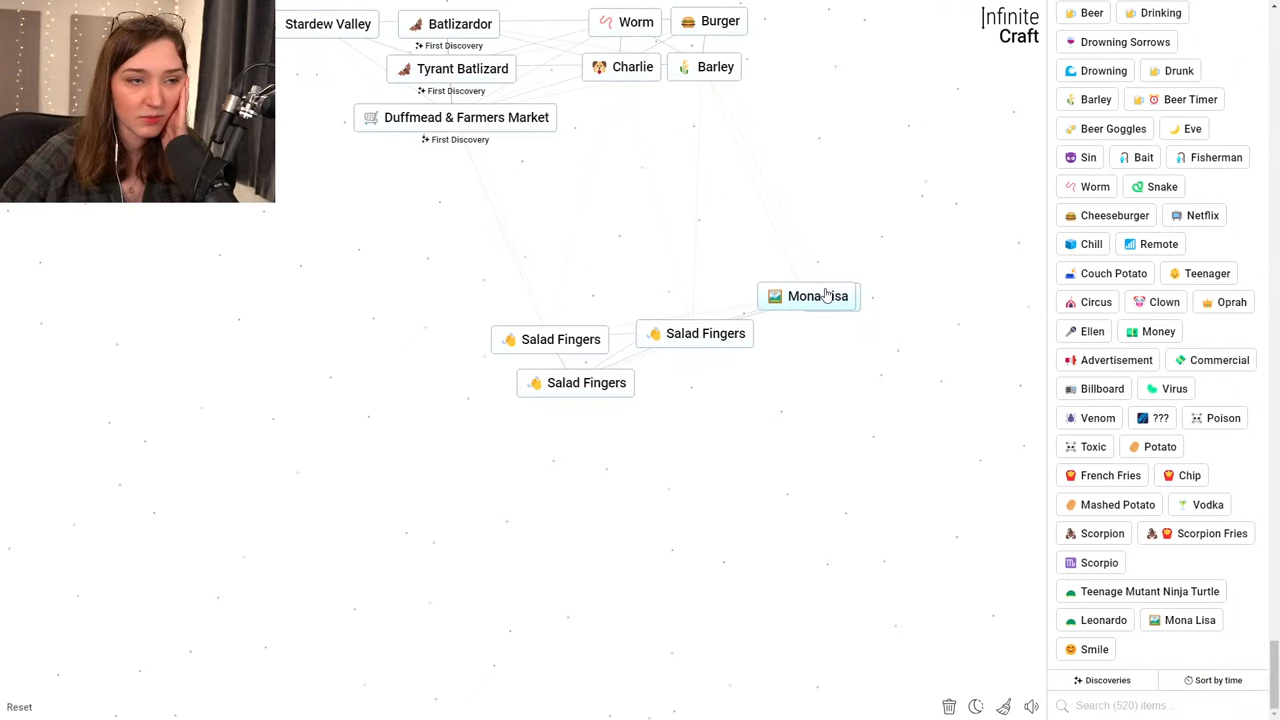 Stardew Valley
Batlizardor
First Discovery
Worm
Burger
Tyrant Batlizard
First Discovery
Charlie
Barley
Duffmead & Farmers Market
First Discovery
Mona Lisa
Salad Fingers
Salad Fingers
Salad Fingers
Reset
Infinite
Craft
Beer
Drinking
Drowning Sorrows
Drowning
Drunk
Barley
Beer Timer
Beer Goggles
Eve
Sin
Bait
Fisherman
Worm
Snake
Cheeseburger
Netflix
Chill
Remote
Couch Potato
Teenager
Circus
Clown
Oprah
Ellen
Money
Advertisement
Commercial
Billboard
Virus
Venom
???
Poison
Toxic
Potato
French Fries
Chip
Mashed Potato
Vodka
Scorpion
Scorpion Fries
Scorpio
Teenage Mutant Ninja Turtle
Leonardo
Mona Lisa
Smile
Discoveries
Sort by time
Search (520) items...